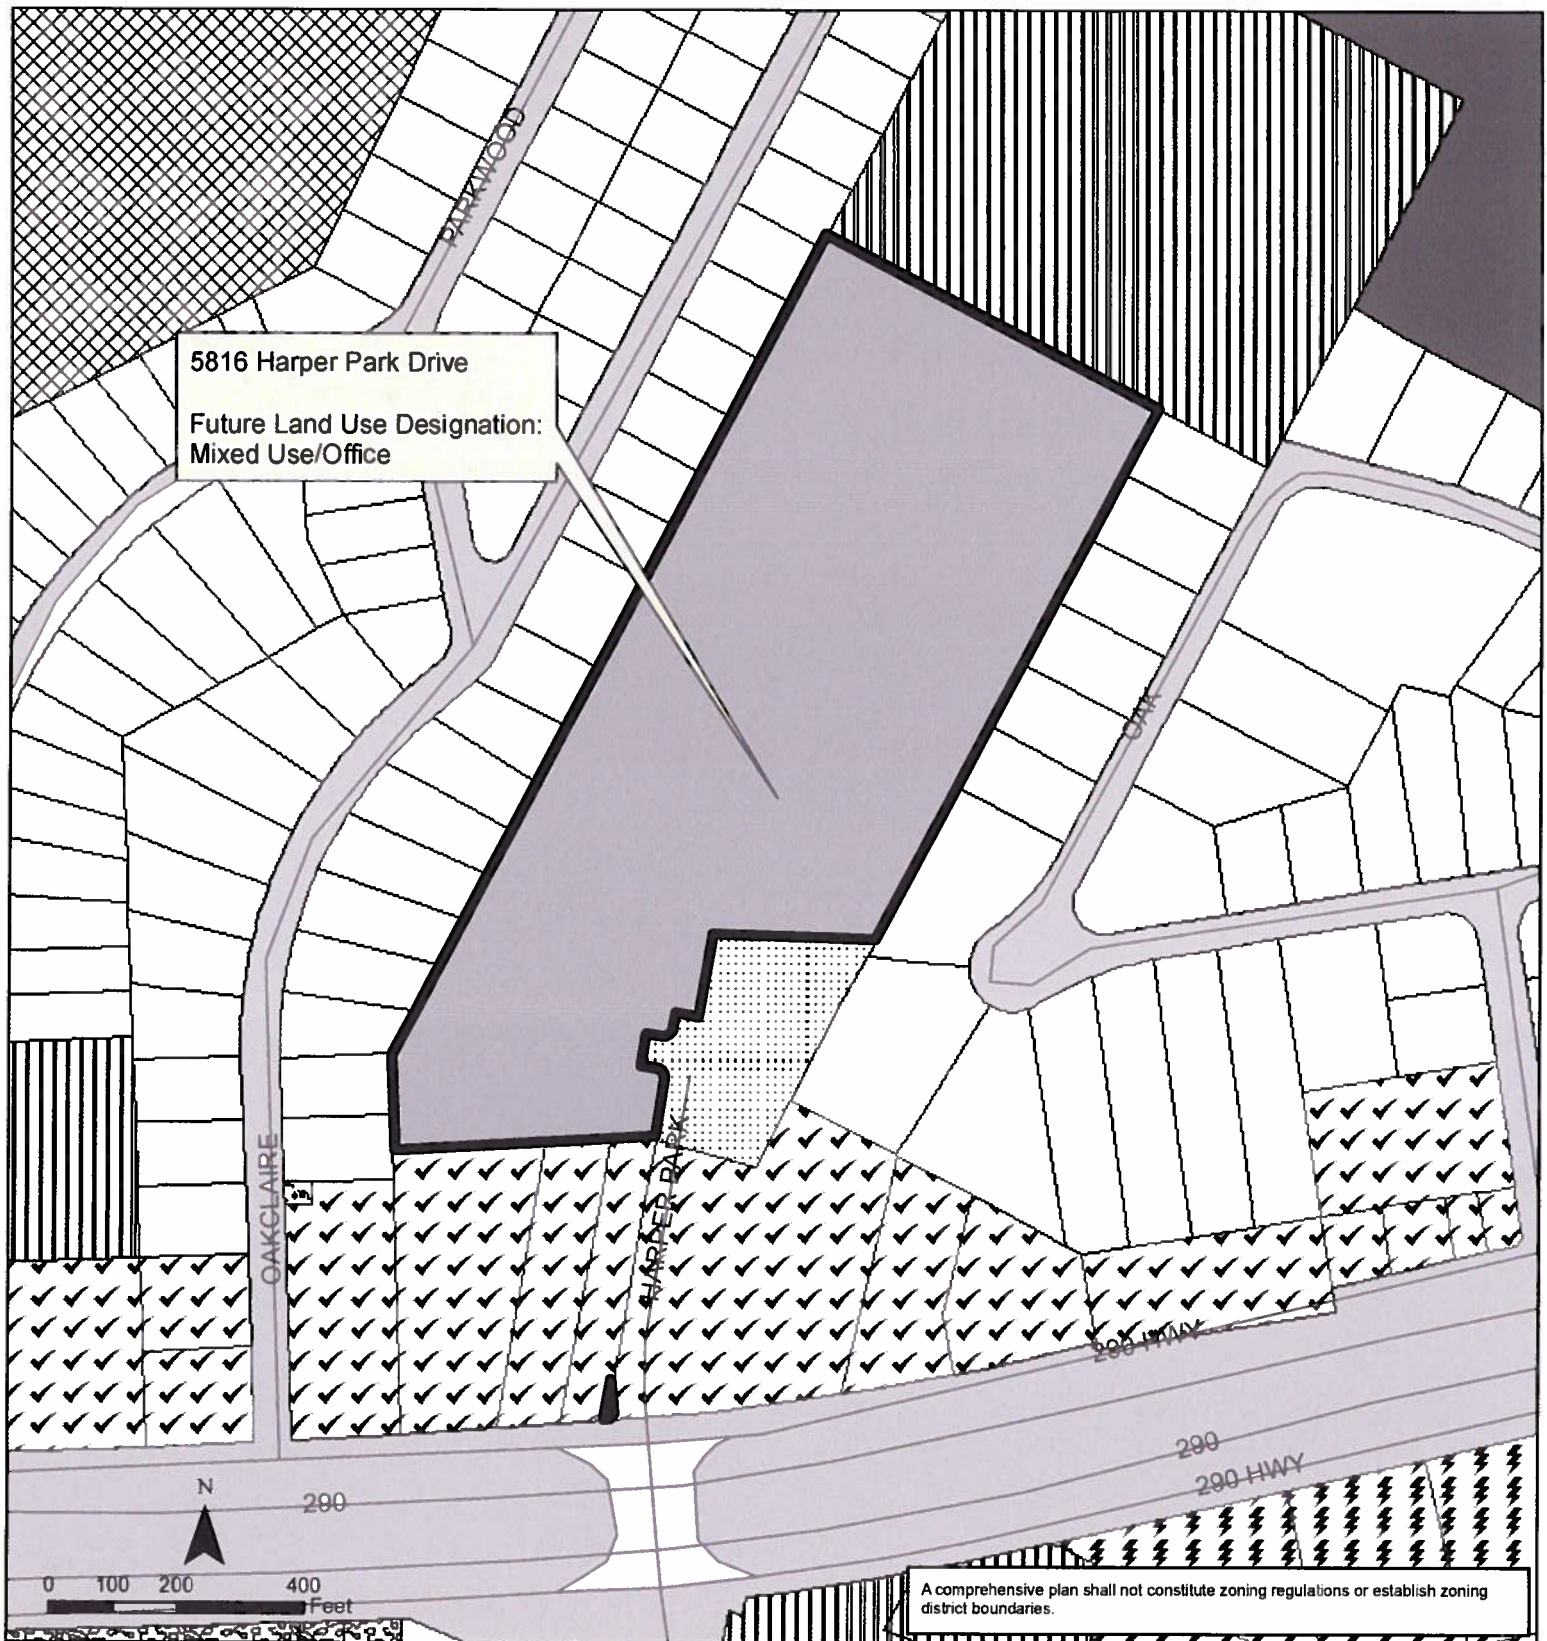 PARKWOOD
5816 Harper Park Drive
Future Land Use Designation:
Mixed Use/Office
OAK
OAKCLAIRE
HARPER PARK
290 HWY
290
290 HWY
N
290
0 100 200 400
Feet
A comprehensive plan shall not constitute zoning regulations or establish zoning
district boundaries.